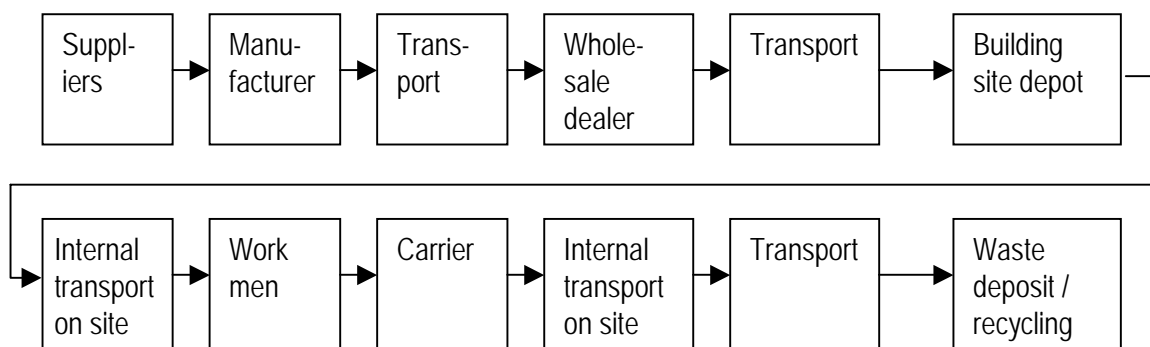 Suppl-
iers
Manu-
facturer
Trans-
port
Whole-
sale
dealer
Transport
Building
site depot
Internal
transport
on site
Work
men
Carrier
Internal
transport
on site
Transport
Waste
deposit /
recycling